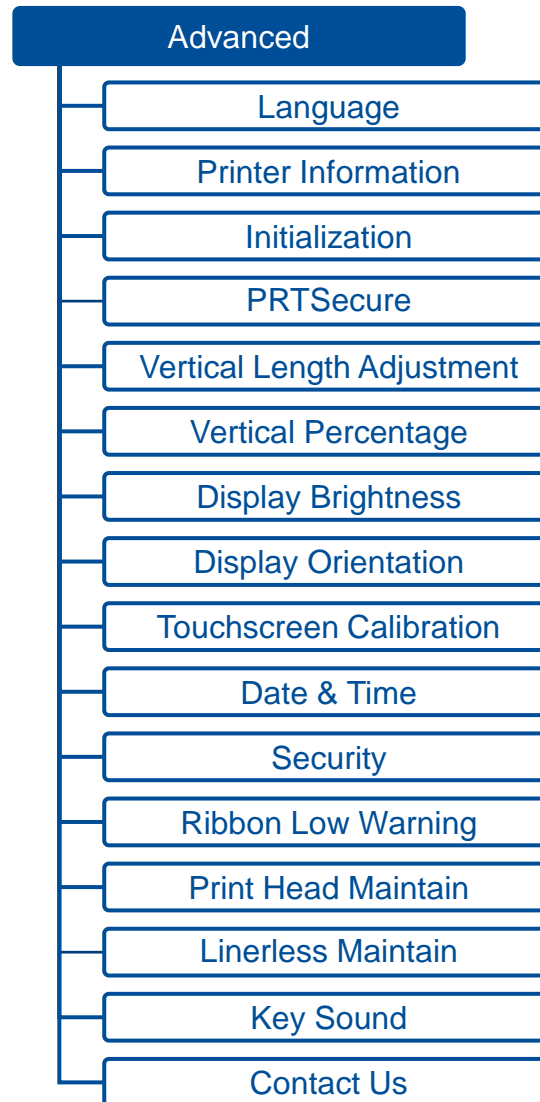 Advanced
Language
Printer Information
Initialization
PRTSecure
Vertical Length Adjustment
Vertical Percentage
Display Brightness
Display Orientation
Touchscreen Calibration
Date & Time
Security
Ribbon Low Warning
Print Head Maintain
Linerless Maintain
Key Sound
Contact Us